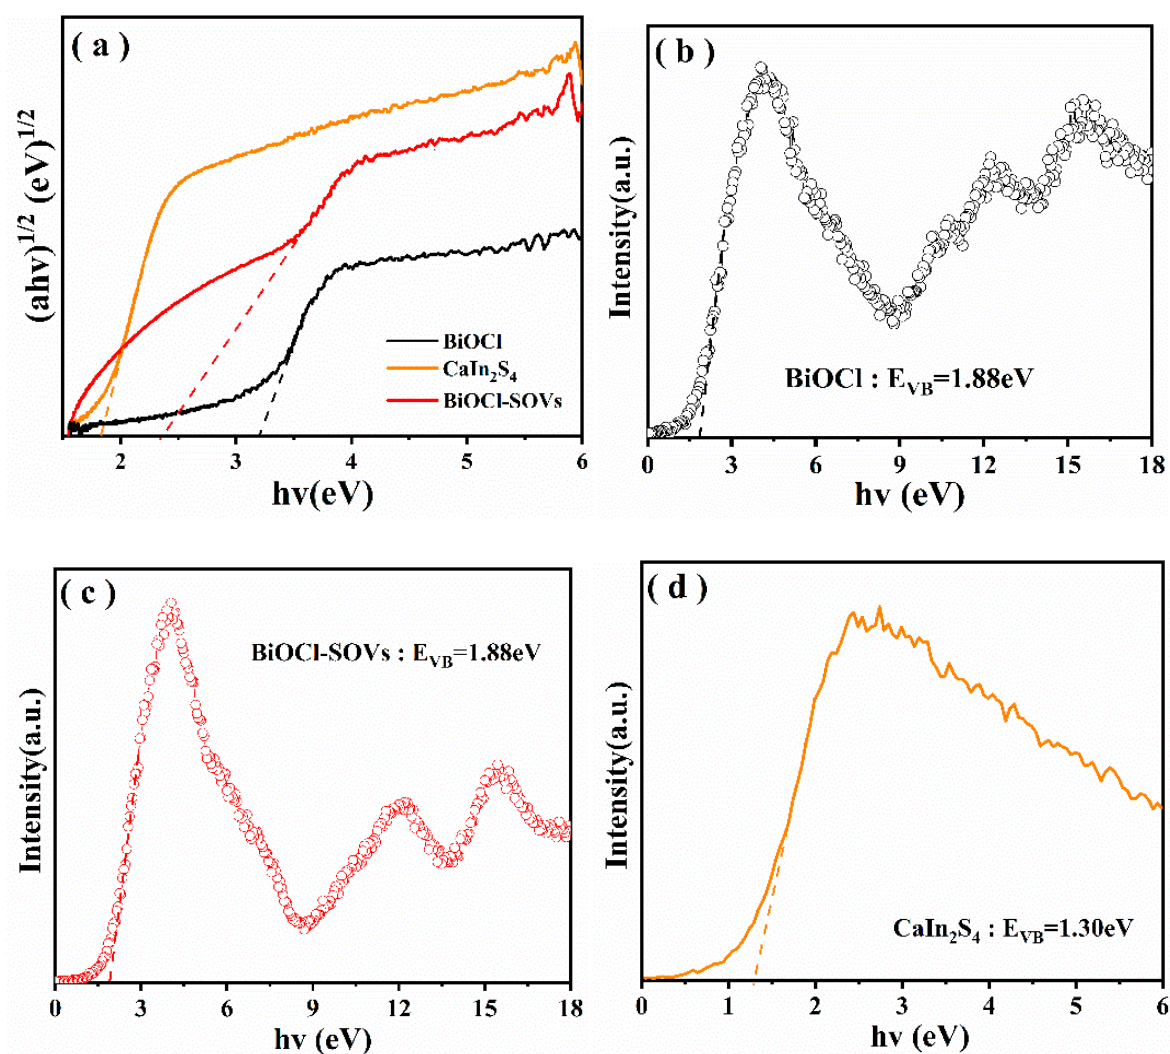 ( a )
(ahv)^1/2 (eV)^1/2
BiOCl
CaIn₂S₄
BiOCl-SOVs
2 3 4 5 6
hv(eV)
( b )
Intensity(a.u.)
BiOCl : E_VB=1.88eV
0 3 6 9 12 15 18
hv (eV)
( c )
Intensity(a.u.)
BiOCl-SOVs : E_VB=1.88eV
0 3 6 9 12 15 18
hv (eV)
( d )
Intensity(a.u.)
CaIn₂S₄ : E_VB=1.30eV
0 1 2 3 4 5 6
hv (eV)